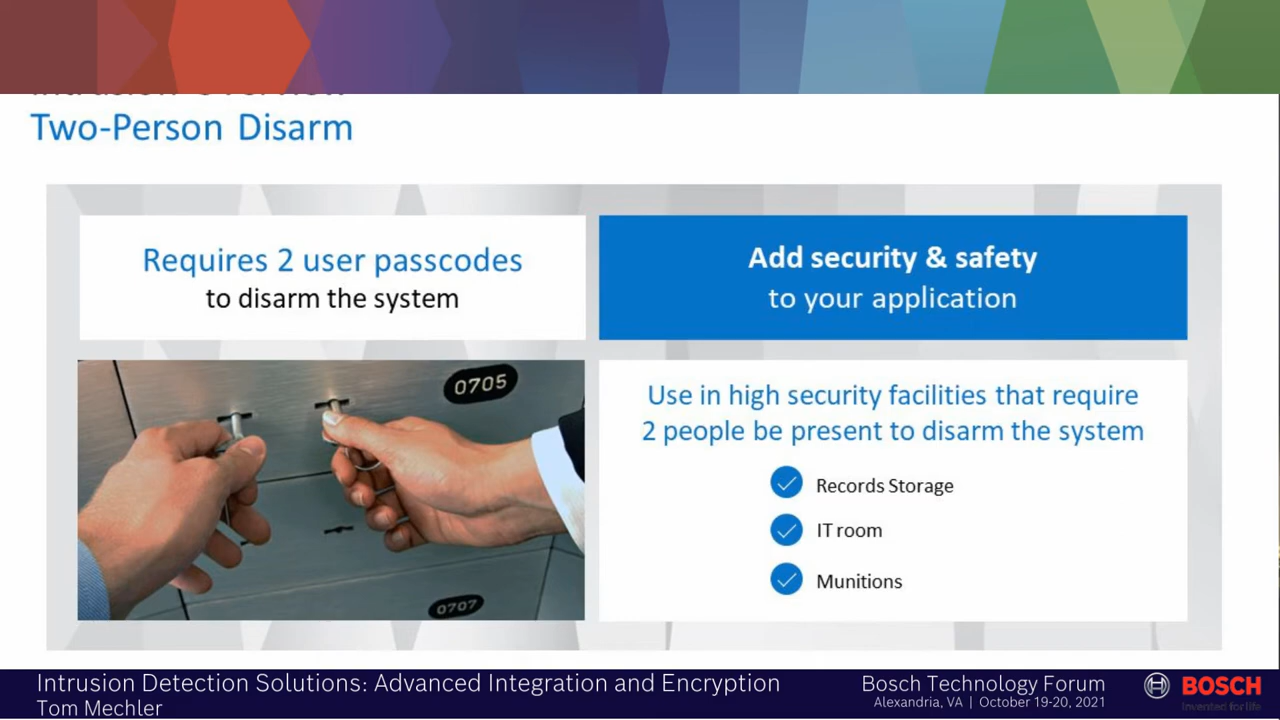 Two-Person Disarm
Requires 2 user passcodes
to disarm the system
Add security & safety
to your application
0705
0707
Use in high security facilities that require
2 people be present to disarm the system
Records Storage
IT room
Munitions
Intrusion Detection Solutions: Advanced Integration and Encryption
Tom Mechler
Bosch Technology Forum
Alexandria, VA | October 19-20, 2021
BOSCH
Invented for life